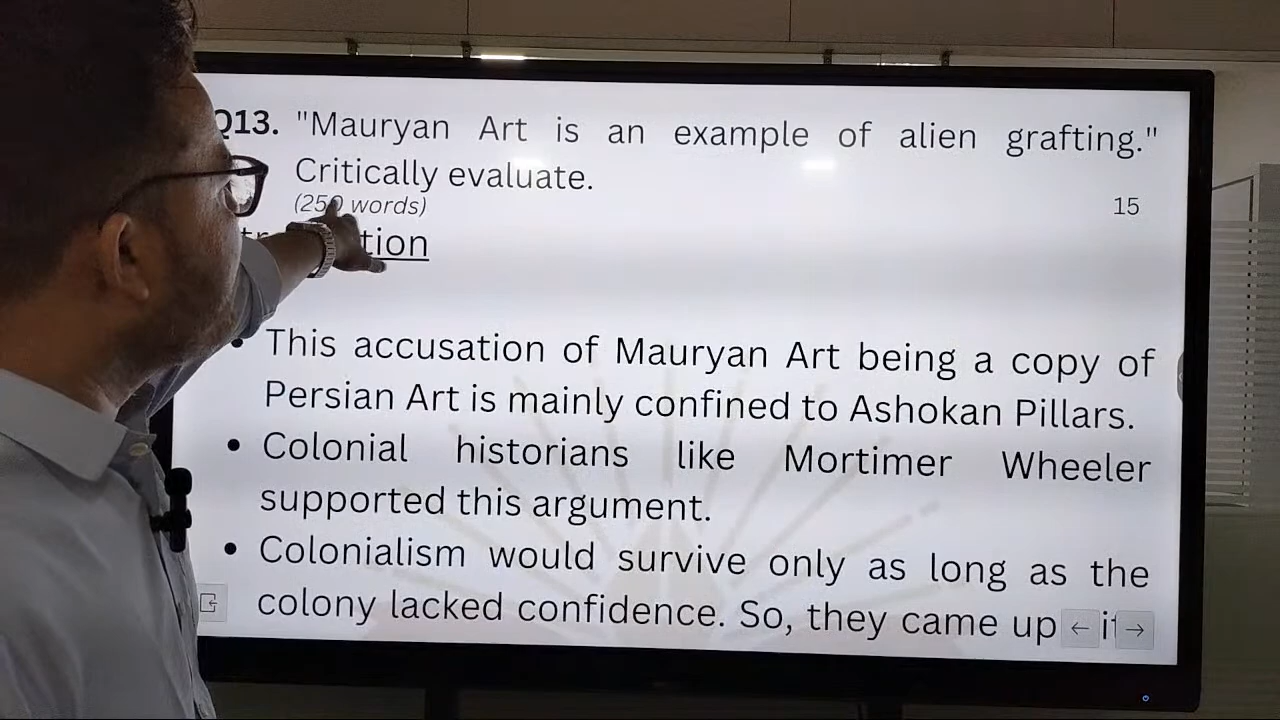 Q13. "Mauryan Art is an example of alien grafting."
Critically evaluate.
(250 words) 15
This accusation of Mauryan Art being a copy of
Persian Art is mainly confined to Ashokan Pillars.
• Colonial historians like Mortimer Wheeler
supported this argument.
• Colonialism would survive only as long as the
colony lacked confidence. So, they came up